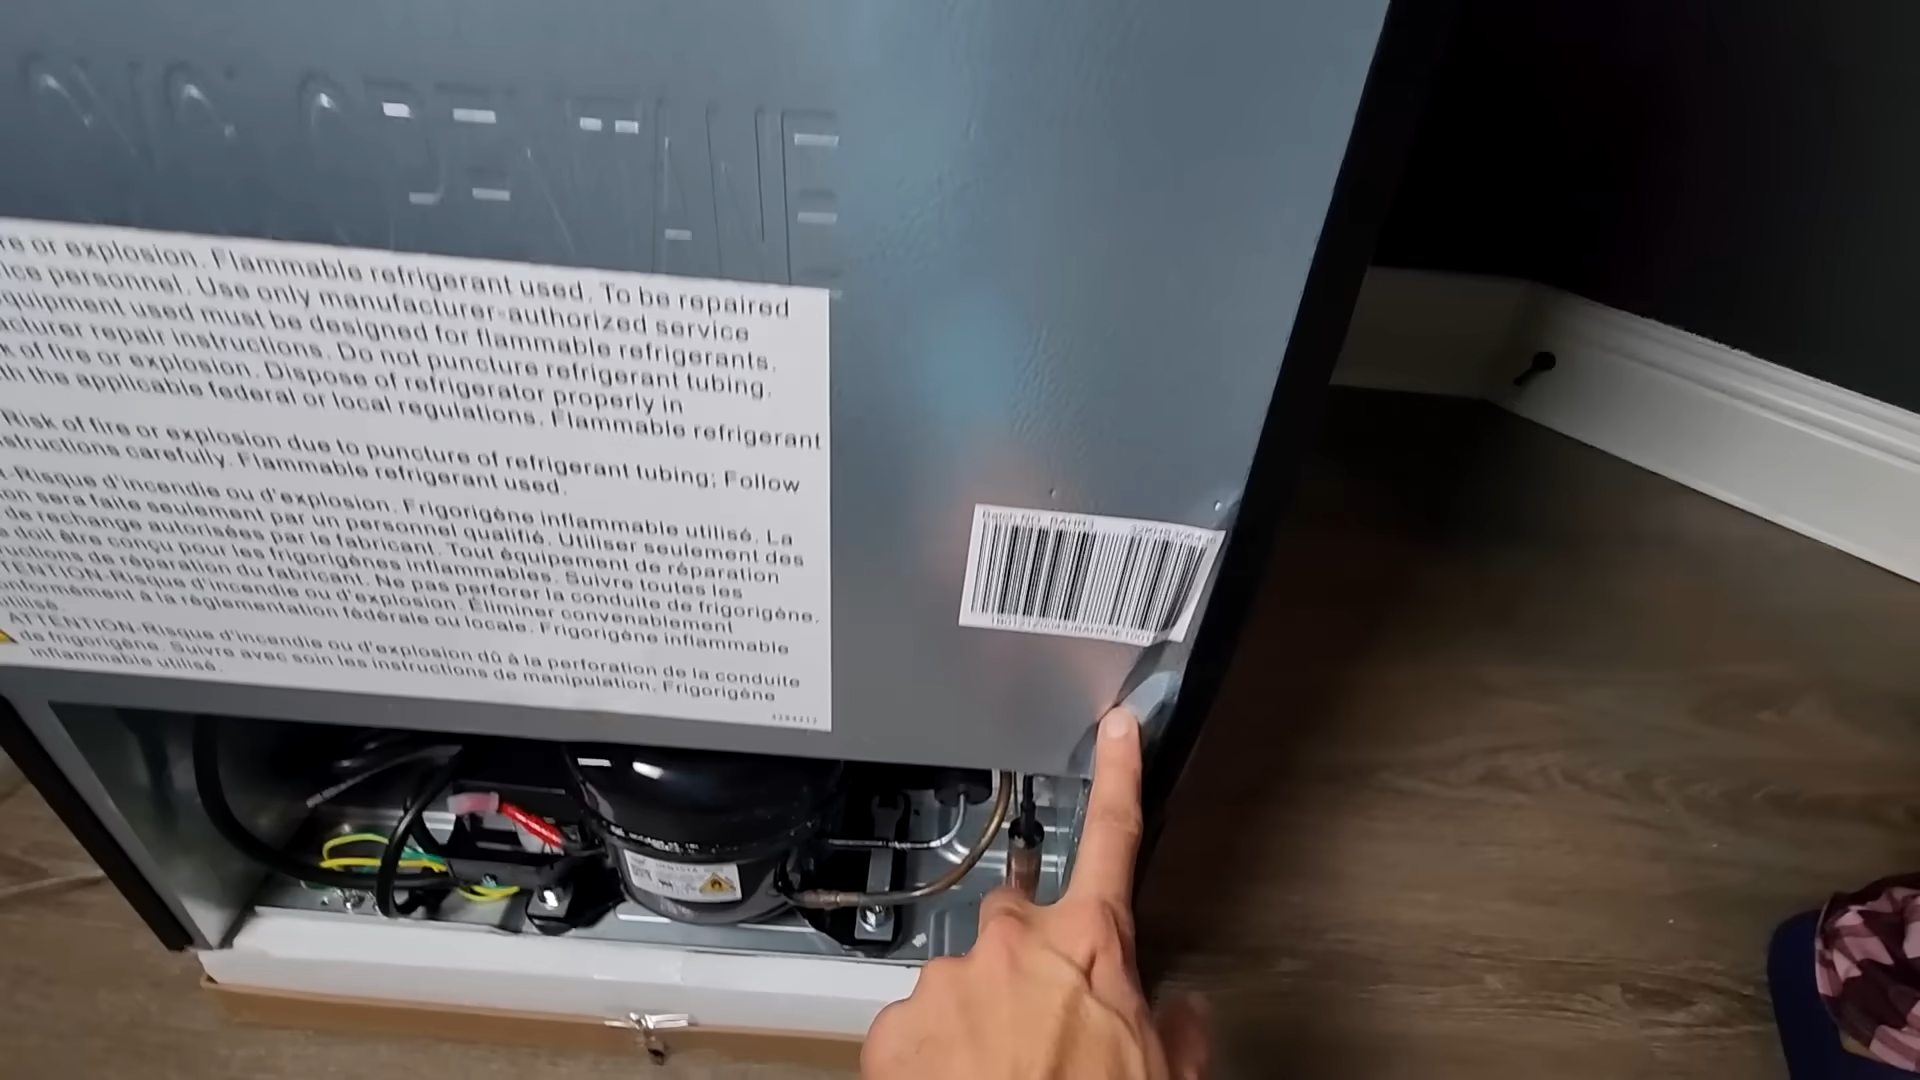 re or explosion. Flammable refrigerant used. To be repaired
ice personnel. Use only manufacturer-authorized service
quipment used must be designed for flammable refrigerants.
acturer repair instructions. Do not puncture refrigerant tubing.
k of fire or explosion. Dispose of refrigerator properly in
th the applicable federal or local regulations. Flammable refrigerant
Risk of fire or explosion due to puncture of refrigerant tubing; Follow
nstructions carefully. Flammable refrigerant used.
-Risque d'incendie ou d'explosion. Frigorigène inflammable utilisé. La
on sera faite seulement par un personnel qualifié. Utiliser seulement des
de rechange autorisées par le fabricant. Tout équipement de réparation
doit être conçu pour les frigorigènes inflammables. Suivre toutes les
uctions de réparation du fabricant. Ne pas perforer la conduite de frigorigène.
TENTION-Risque d'incendie ou d'explosion. Éliminer convenablement
nformément à la réglementation fédérale ou locale. Frigorigène inflammable
utilisé.
ATTENTION-Risque d'incendie ou d'explosion dû à la perforation de la conduite
de frigorigène. Suivre avec soin les instructions de manipulation. Frigorigène
inflammable utilisé.